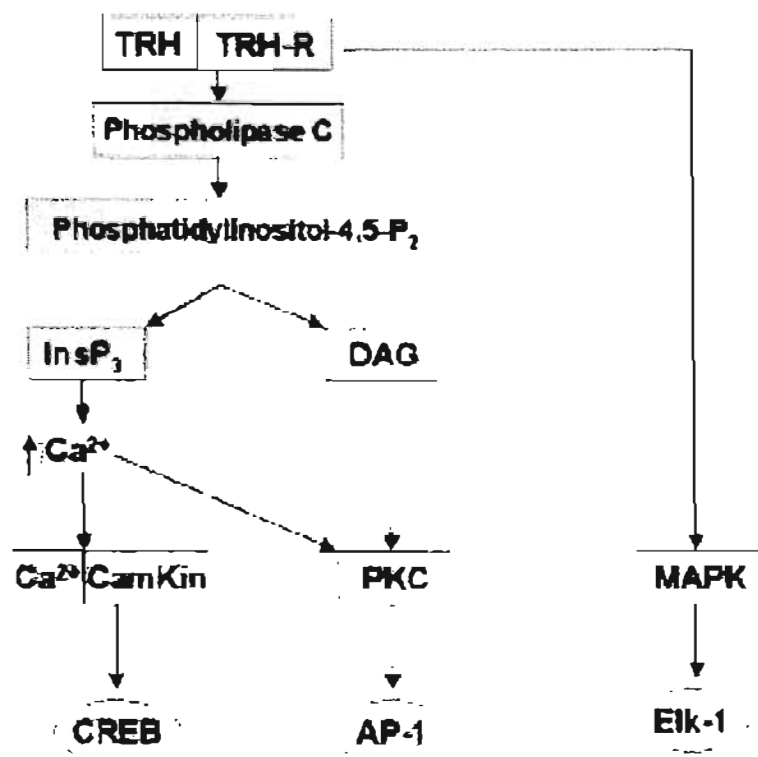 TRH TRH-R
Phospholipase C
Phosphatidylinositol-4,5-P₂
InsP₃ DAG
Ca²⁺
Ca²⁺ CamKin PKC MAPK
CREB AP-1 Elk-1